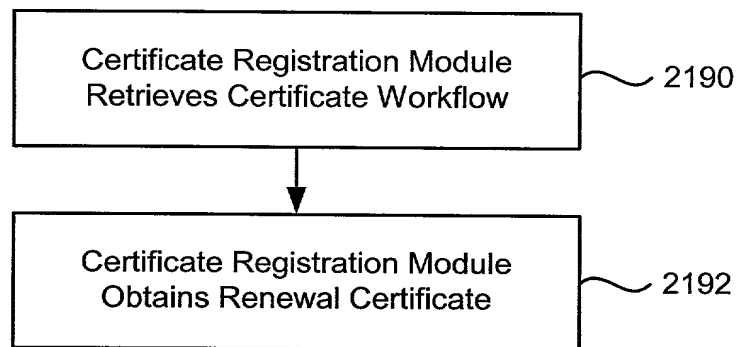 Certificate Registration Module
Retrieves Certificate Workflow
2190
Certificate Registration Module
Obtains Renewal Certificate
2192